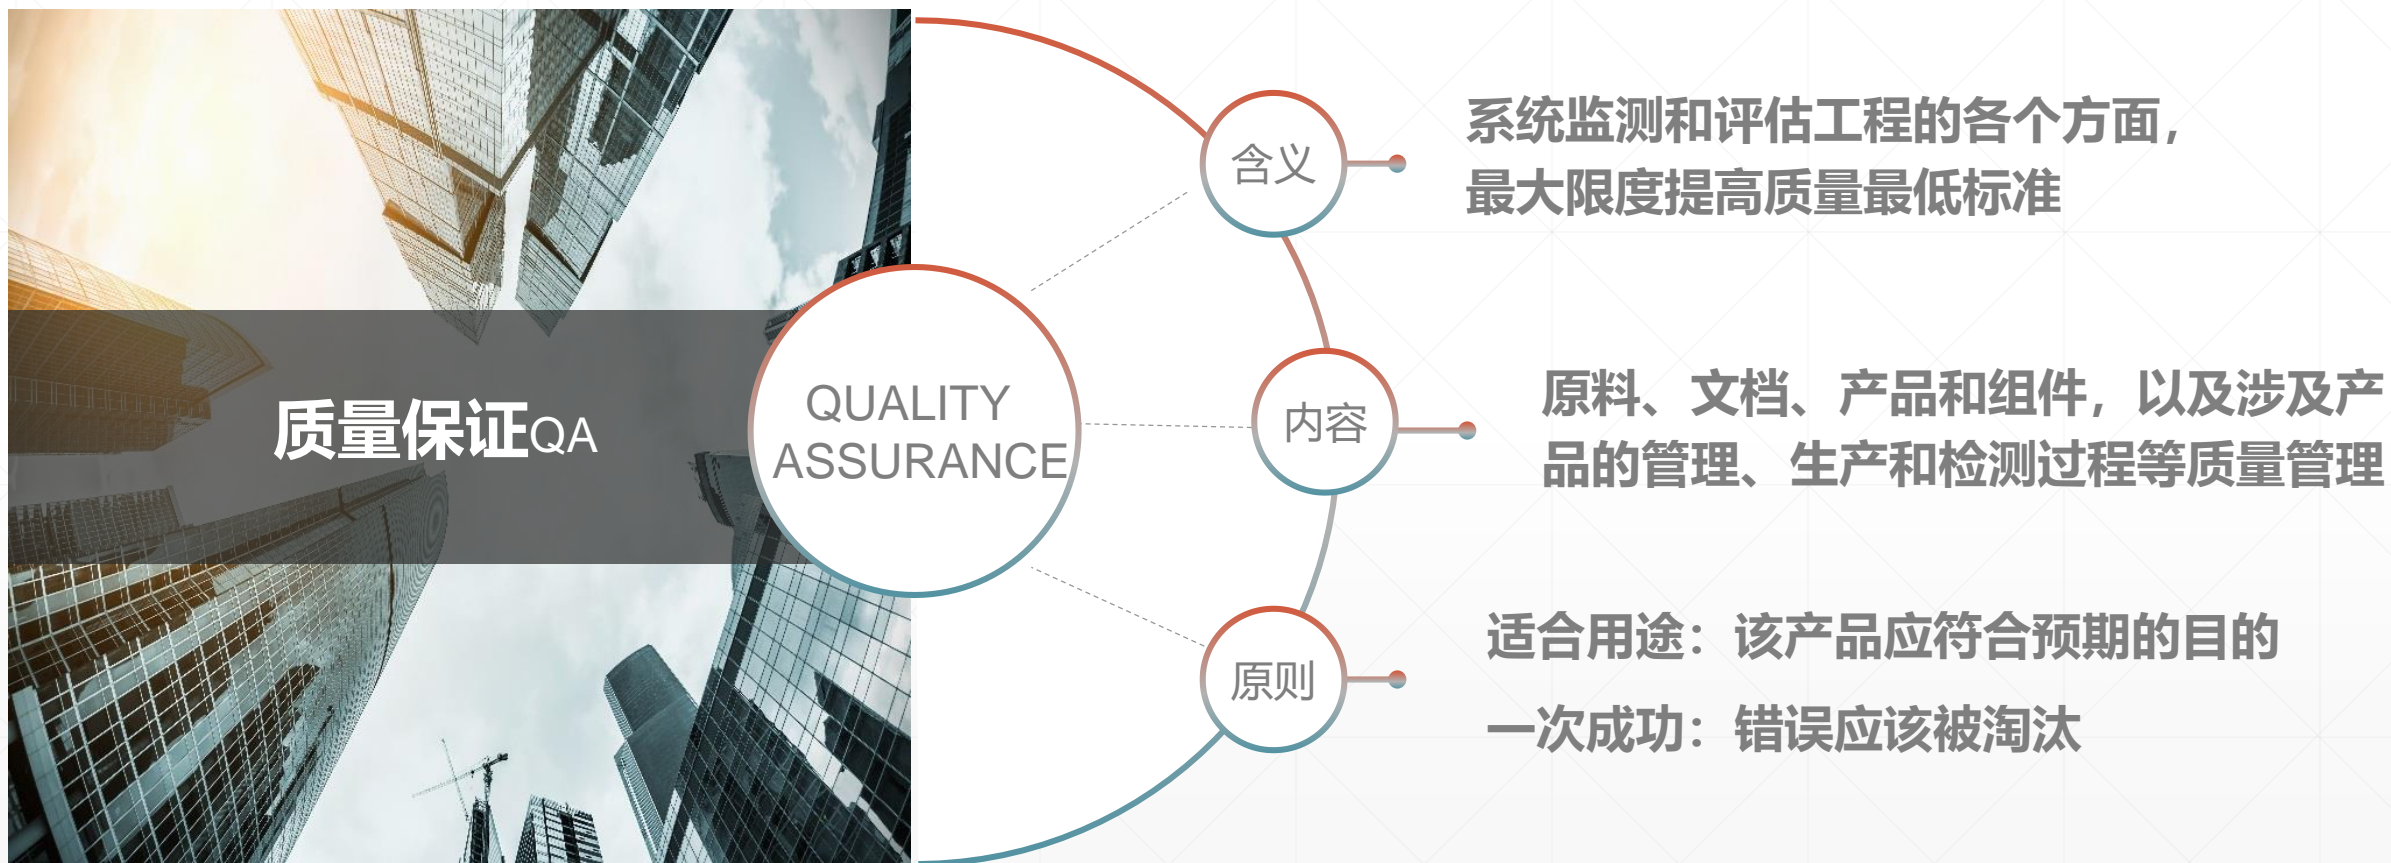 质量保证QA
QUALITY
ASSURANCE
含义
系统监测和评估工程的各个方面，
最大限度提高质量最低标准
内容
原料、文档、产品和组件，以及涉及产
品的管理、生产和检测过程等质量管理
原则
适合用途：该产品应符合预期的目的
一次成功：错误应该被淘汰